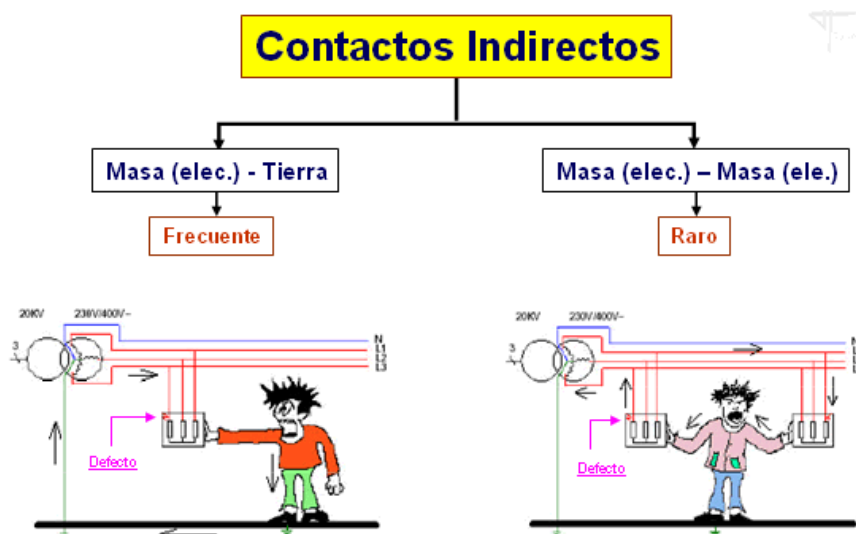 Contactos Indirectos
Masa (elec.) - Tierra
Masa (elec.) – Masa (ele.)
Frecuente
Raro
20KV 230V/400V~
3
N
L1
L2
L3
Defecto
20KV 230V/400V~
3
N
Defecto